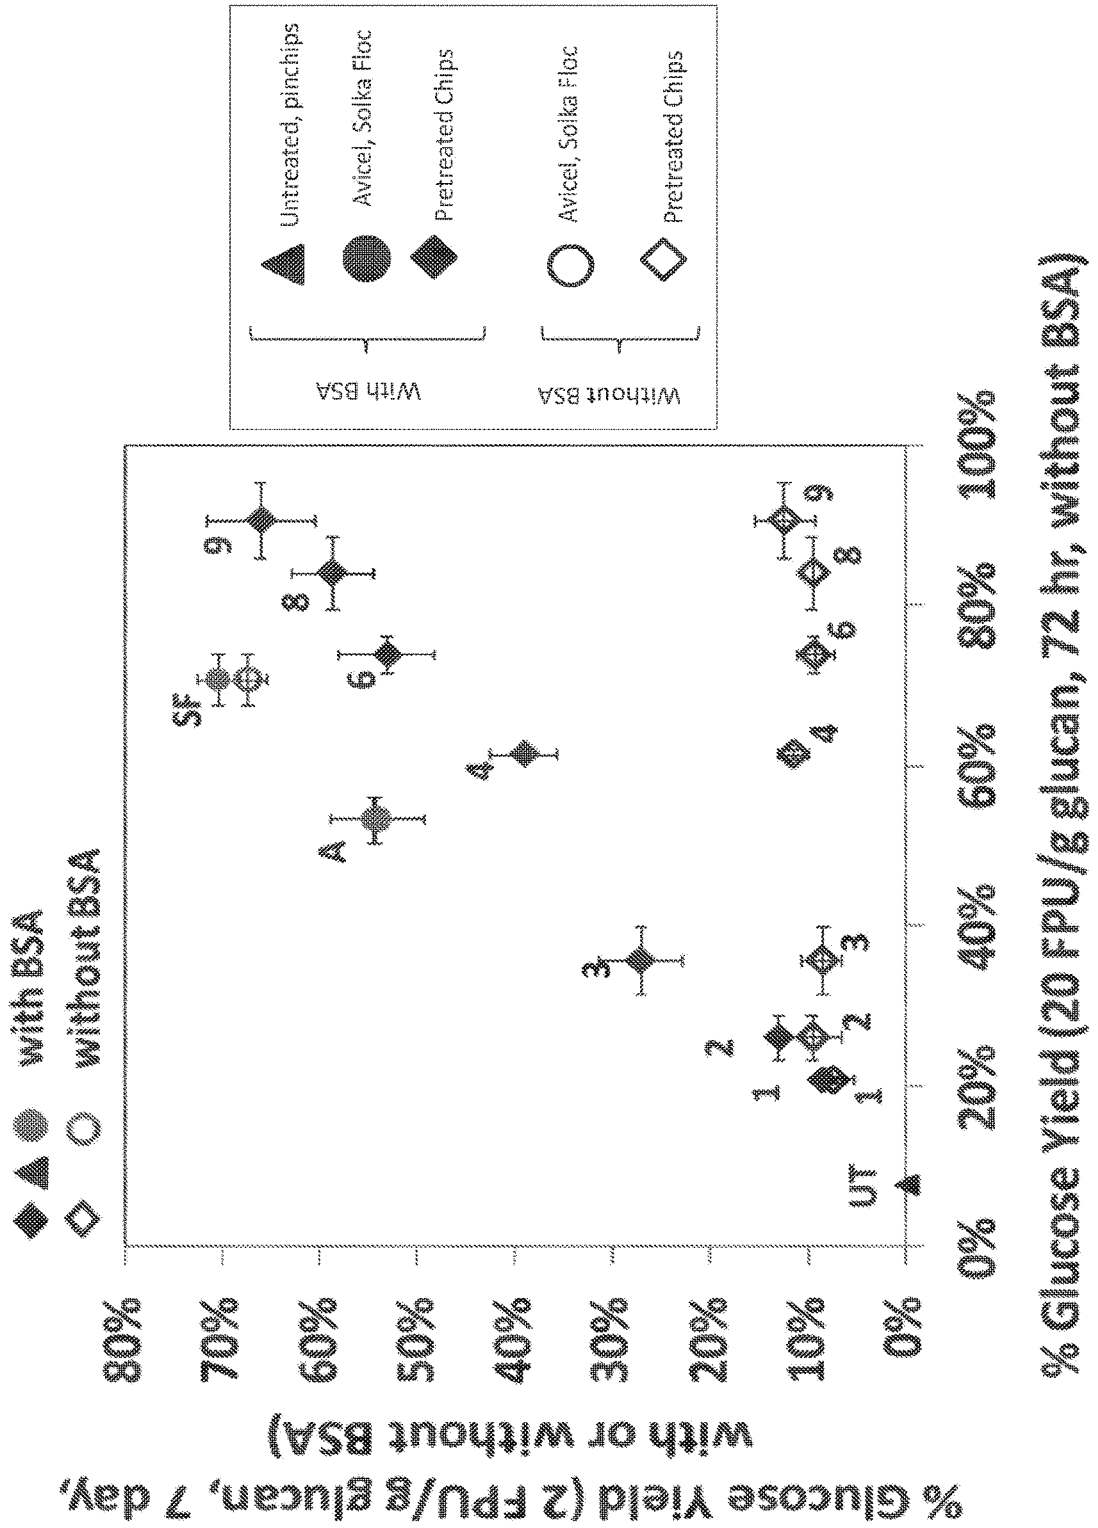 with BSA
without BSA
% Glucose Yield (2 FPU/g glucan, 7 day,
with or without BSA)
80%
70%
60%
50%
40%
30%
20%
10%
0%
SF
9
8
6
A
4
3
2
1
UT
9
8
6
4
3
2
1
0%
20%
40%
60%
80%
100%
% Glucose Yield (20 FPU/g glucan, 72 hr, without BSA)
With BSA
Untreated, pinchips
Avicel, Solka Floc
Pretreated Chips
Without BSA
Avicel, Solka Floc
Pretreated Chips